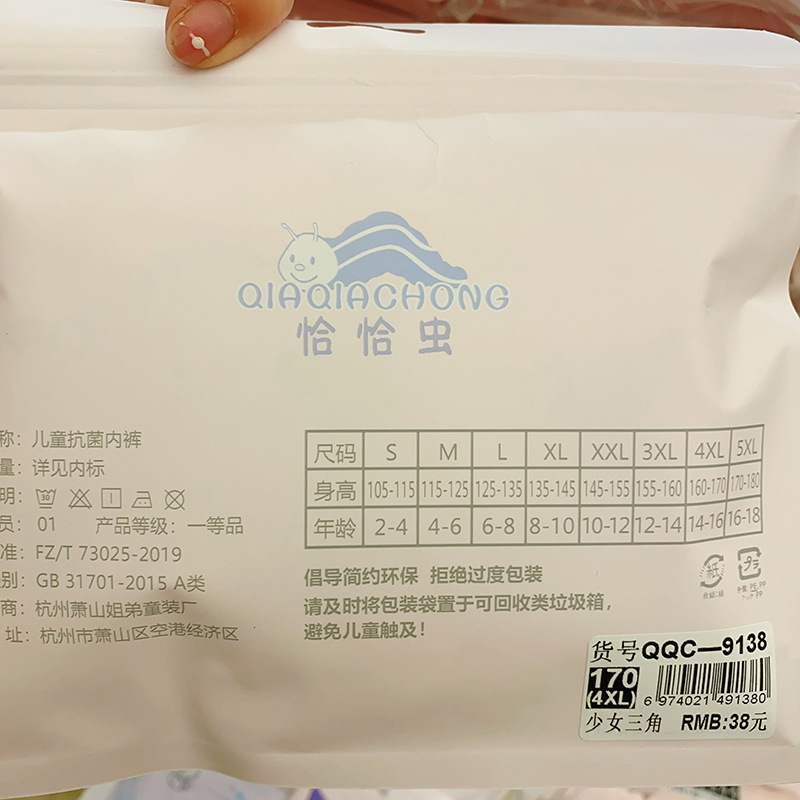 QIAQIACHONG
恰恰虫
称：儿童抗菌内裤
量：详见内标
明：
员：01 产品等级：一等品
准：FZ/T 73025-2019
别：GB 31701-2015 A类
商：杭州萧山姐弟童装厂
址：杭州市萧山区空港经济区
尺码 S M L XL XXL 3XL 4XL 5XL
身高 105-115 115-125 125-135 135-145 145-155 155-160 160-170 170-180
年龄 2-4 4-6 6-8 8-10 10-12 12-14 14-16 16-18
倡导简约环保 拒绝过度包装
请及时将包装袋置于可回收类垃圾箱，
避免儿童触及！
紙
プラ
货号QQC—9138
170
(4XL)
6 974021 491380
少女三角 RMB:38元